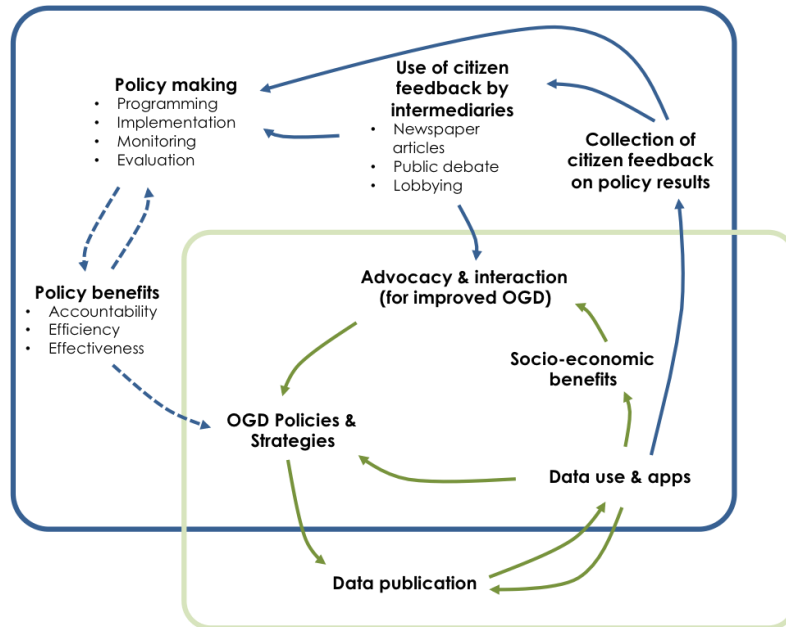 Policy making
• Programming
• Implementation
• Monitoring
• Evaluation
Use of citizen
feedback by
intermediaries
• Newspaper
articles
• Public debate
• Lobbying
Collection of
citizen feedback
on policy results
Policy benefits
• Accountability
• Efficiency
• Effectiveness
Advocacy & interaction
(for improved OGD)
Socio-economic
benefits
OGD Policies &
Strategies
Data use & apps
Data publication